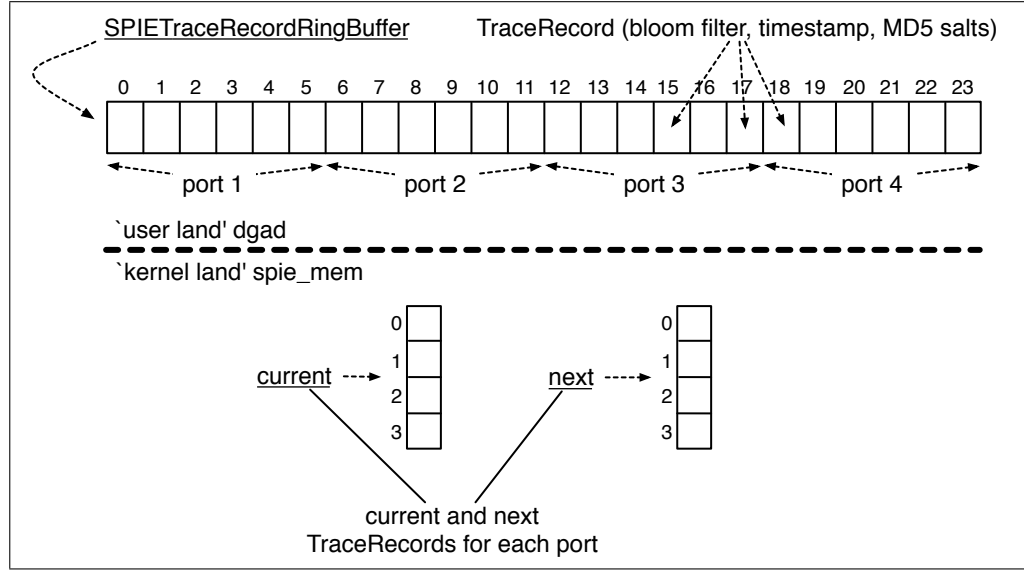 SPIETraceRecordRingBuffer TraceRecord (bloom filter, timestamp, MD5 salts)
0 1 2 3 4 5 6 7 8 9 10 11 12 13 14 15 16 17 18 19 20 21 22 23
port 1 port 2 port 3 port 4
`user land' dgad
`kernel land' spie_mem
0 0
1 1
current next
2 2
3 3
current and next
TraceRecords for each port